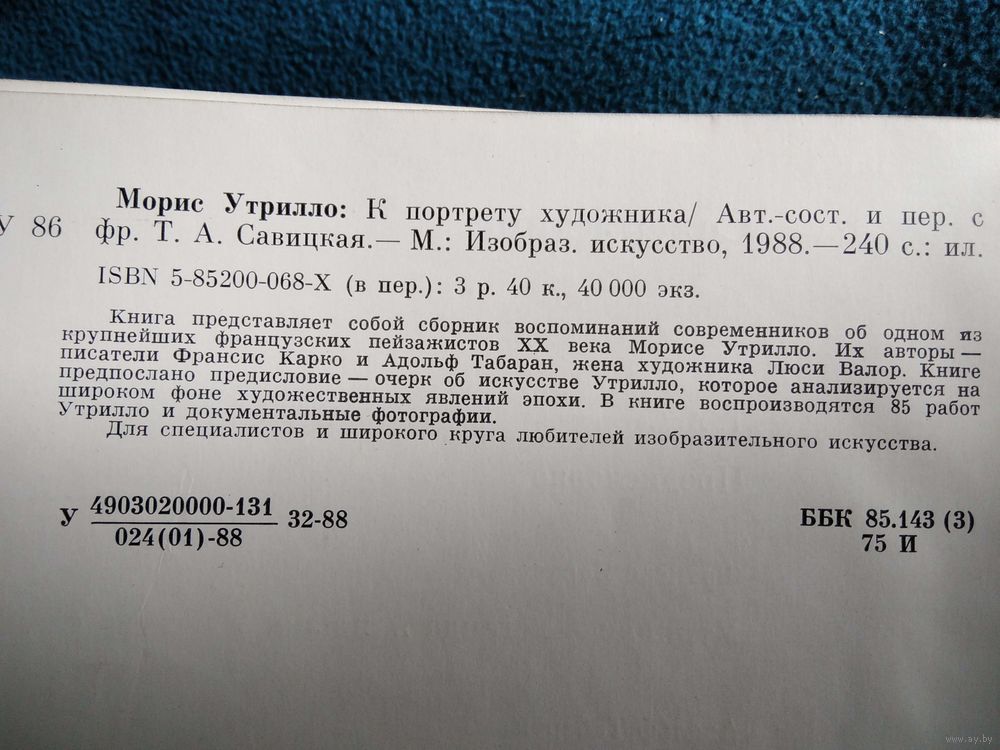 Морис Утрилло: К портрету художника/ Авт.-сост. и пер. с
У 86 фр. Т. А. Савицкая.— М.: Изобраз. искусство, 1988.—240 с.: ил.
ISBN 5-85200-068-X (в пер.): 3 р. 40 к., 40 000 экз.
Книга представляет собой сборник воспоминаний современников об одном из
крупнейших французских пейзажистов XX века Морисе Утрилло. Их авторы —
писатели Франсис Карко и Адольф Табаран, жена художника Люси Валор. Книге
предпослано предисловие — очерк об искусстве Утрилло, которое анализируется на
широком фоне художественных явлений эпохи. В книге воспроизводятся 85 работ
Утрилло и документальные фотографии.
Для специалистов и широкого круга любителей изобразительного искусства.
У 4903020000-131 32-88
024(01)-88
ББК 85.143 (3)
75 И
www.ay.by